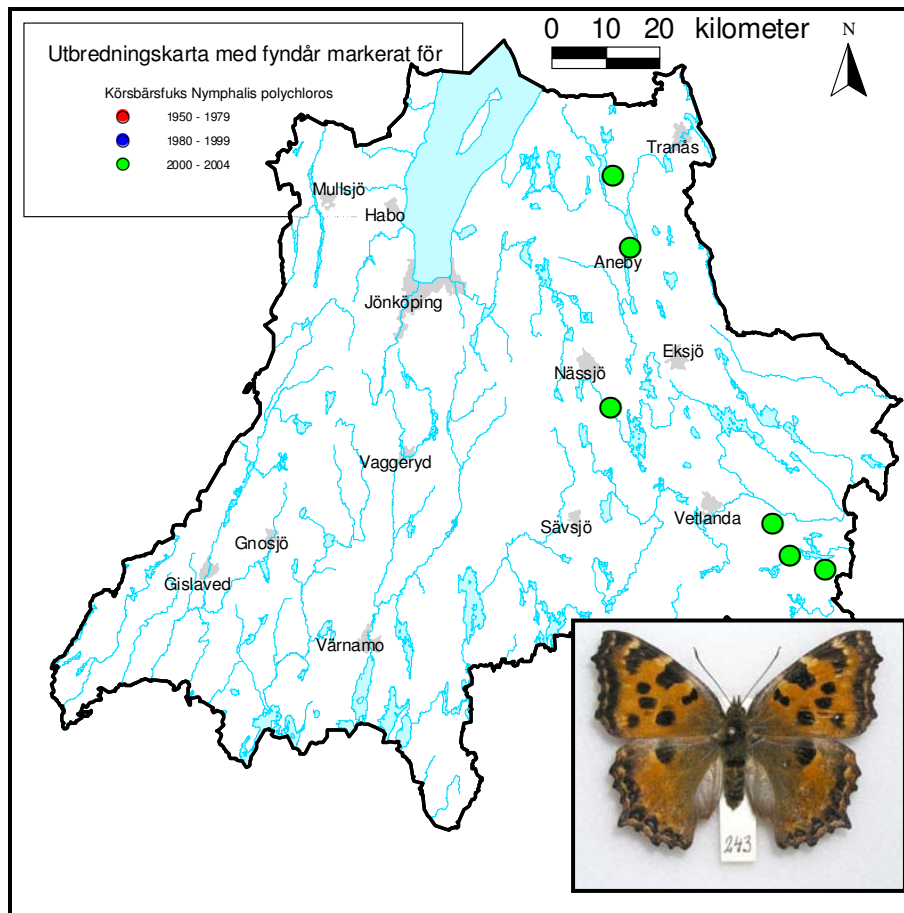 0 10 20 kilometer
Utbredningskarta med fyndår markerat för
N
Körsbärsfuks Nymphalis polychloros
1950 - 1979
1980 - 1999
2000 - 2004
Tranås
Mullsjö
Habo
Aneby
Jönköping
Eksjö
Nässjö
Vaggeryd
Vetlanda
Sävsjö
Gnosjö
Gislaved
Värnamo
243